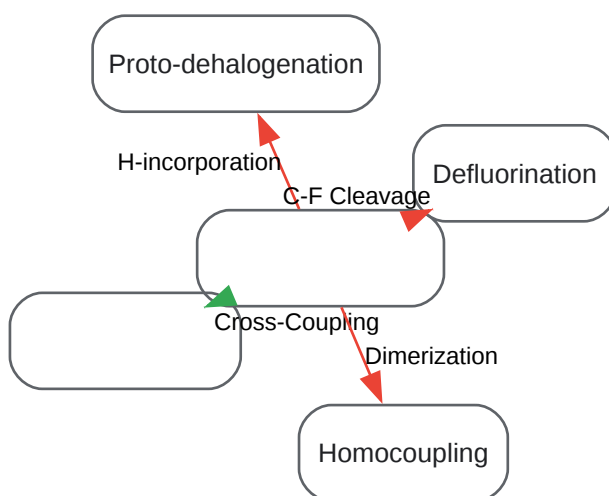 Proto-dehalogenation
H-incorporation
Defluorination
C-F Cleavage
Cross-Coupling
Dimerization
Homocoupling